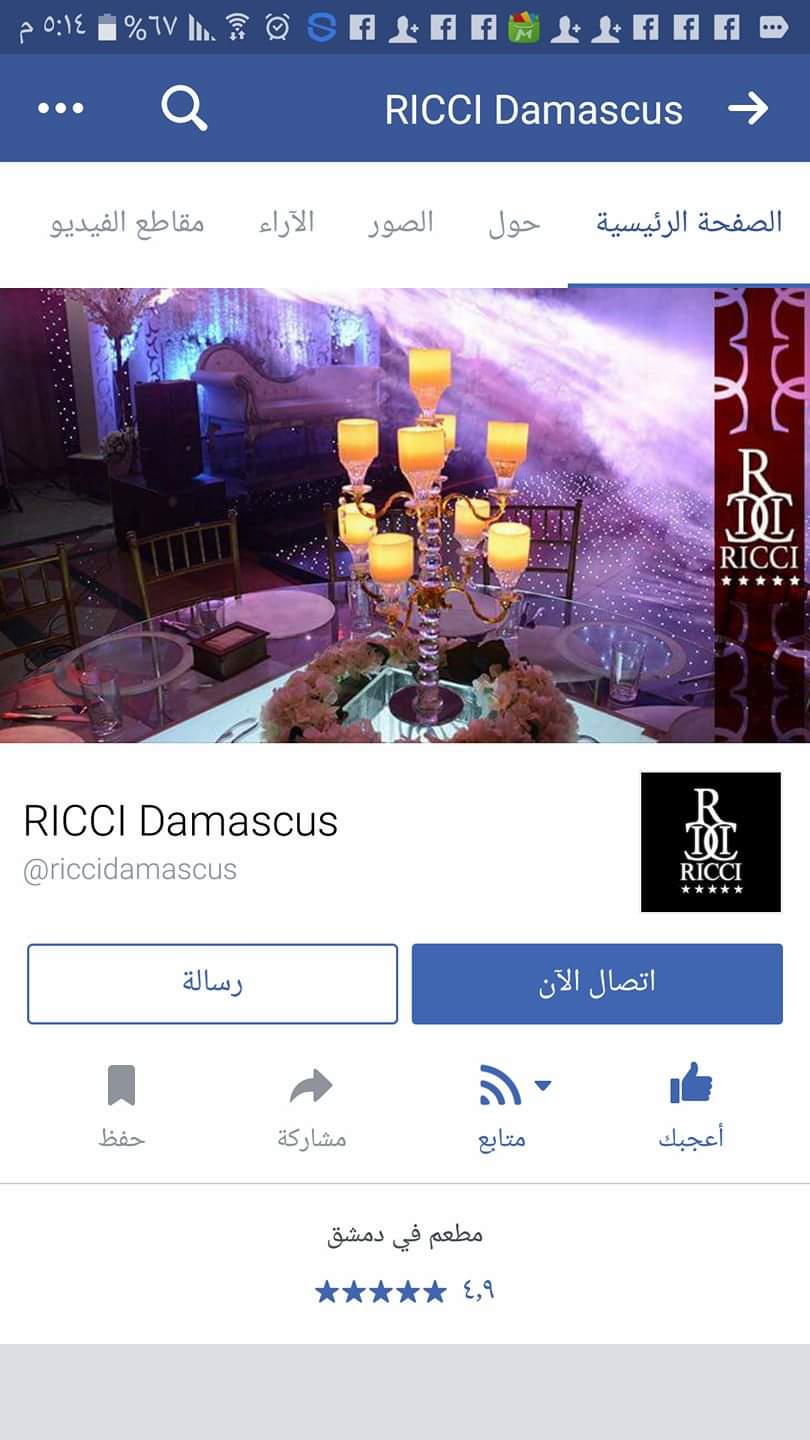 ٥:١٤ م %٦٧
RICCI Damascus
الصفحة الرئيسية حول الصور الآراء مقاطع الفيديو
RICCI
RICCI Damascus
@riccidamascus
RICCI
اتصال الآن رسالة
أعجبك متابع مشاركة حفظ
مطعم في دمشق
٤,٩